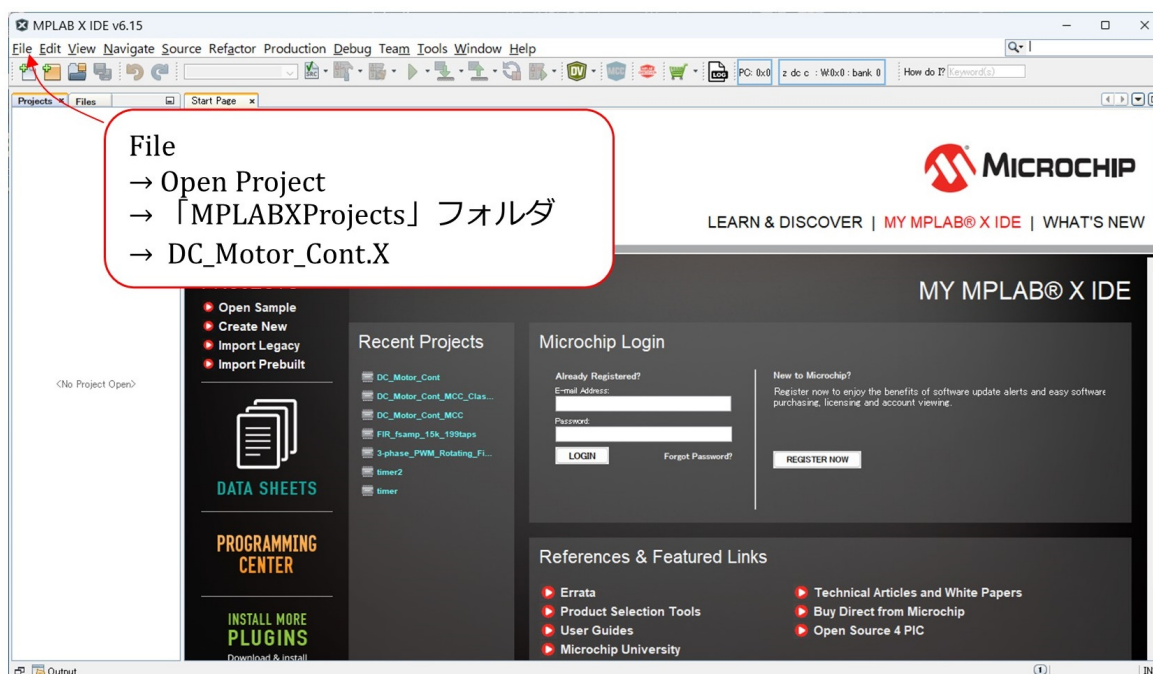 MPLAB X IDE v6.15
File Edit View Navigate Source Refactor Production Debug Team Tools Window Help
PC: 0x0 z dc c : W:0x0 : bank 0 How do I? Keyword(s)
Projects Files Start Page
File
→ Open Project
→ 「MPLABXProjects」フォルダ
→ DC_Motor_Cont.X
MICROCHIP
LEARN & DISCOVER | MY MPLAB® X IDE | WHAT'S NEW
MY MPLAB® X IDE
<No Project Open>
Open Sample
Create New
Import Legacy
Import Prebuilt
DATA SHEETS
PROGRAMMING
CENTER
INSTALL MORE
PLUGINS
Download & install
Recent Projects
DC_Motor_Cont
DC_Motor_Cont_MCC_Clas...
DC_Motor_Cont_MCC
FIR_fsamp_15k_199taps
3-phase_PWM_Rotating_Fi...
timer2
timer
Microchip Login
Already Registered?
E-mail Address:
Password:
LOGIN Forgot Password?
New to Microchip?
Register now to enjoy the benefits of software update alerts and easy software
purchasing, licensing and account viewing.
REGISTER NOW
References & Featured Links
Errata
Product Selection Tools
User Guides
Microchip University
Technical Articles and White Papers
Buy Direct from Microchip
Open Source 4 PIC
Output
1 IN